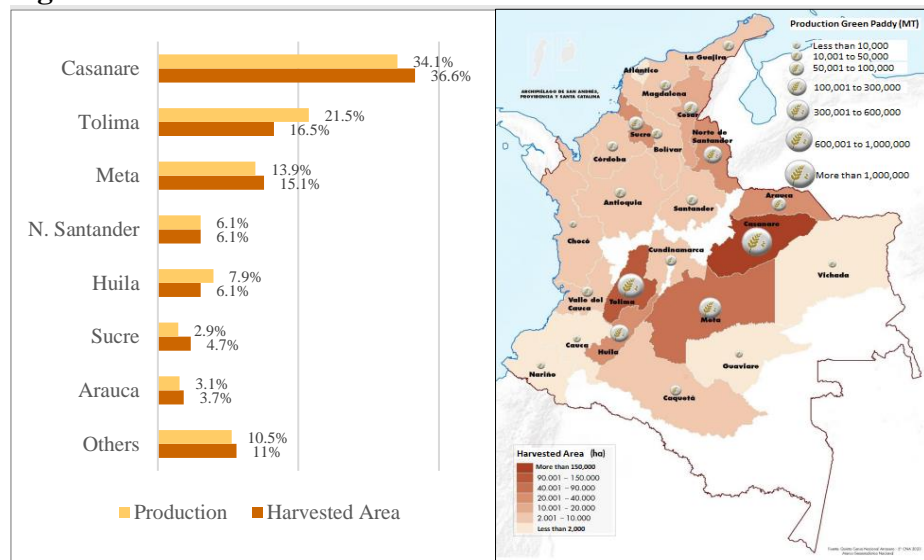 Casanare
34.1%
36.6%
Tolima
21.5%
16.5%
Meta
13.9%
15.1%
N. Santander
6.1%
6.1%
Huila
7.9%
6.1%
Sucre
2.9%
4.7%
Arauca
3.1%
3.7%
Others
10.5%
11%
Production
Harvested Area
Production Green Paddy (MT)
Less than 10,000
10,001 to 50,000
50,001 to 100,000
100,001 to 300,000
300,001 to 600,000
600,001 to 1,000,000
More than 1,000,000
ARCHIPIÉLAGO DE SAN ANDRÉS,
PROVIDENCIA Y SANTA CATALINA
La Guajira
Atlántico
Magdalena
Cesar
Sucre
Norte de
Santander
Bolívar
Córdoba
Antioquia
Santander
Arauca
Casanare
Chocó
Cundinamarca
Vichada
Valle del
Cauca
Tolima
Meta
Cauca
Huila
Guaviare
Nariño
Caquetá
Harvested Area (ha)
More than 150,000
90.001 – 150.000
40.001 – 90.000
20.001 – 40.000
10.001 – 20.000
2.001 – 10.000
Less than 2,000